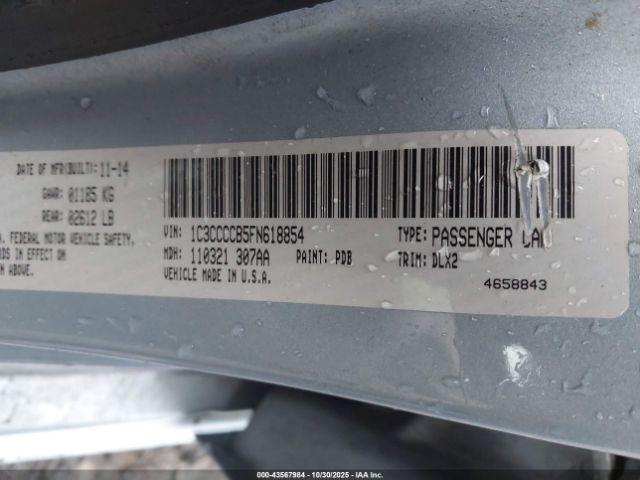 DATE OF MFR(BUILT): 11-14
GAWR: 01185 KG
REAR: 02612 LB
FEDERAL MOTOR VEHICLE SAFETY,
IN EFFECT ON
ABOVE.
VIN: 1C3CCCCB5FN618854
TYPE: PASSENGER CAR
MDH: 110321 307AA PAINT: PDB
TRIM: DLX2
VEHICLE MADE IN U.S.A.
4658843
000-43567984 | 10/30/2025 | © IAA Inc.